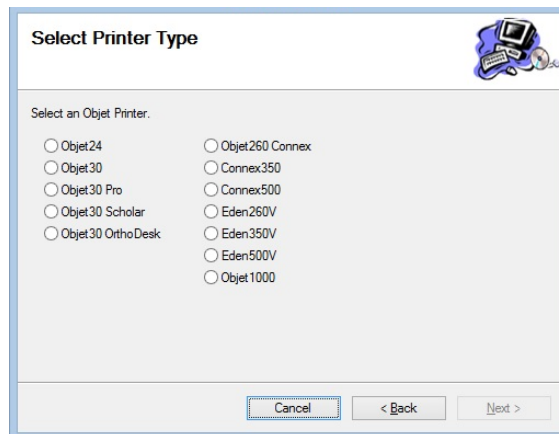 Select Printer Type
Select an Objet Printer.
Objet24
Objet30
Objet30 Pro
Objet30 Scholar
Objet30 OrthoDesk
Objet260 Connex
Connex350
Connex500
Eden260V
Eden350V
Eden500V
Objet1000
Cancel
< Back
Next >